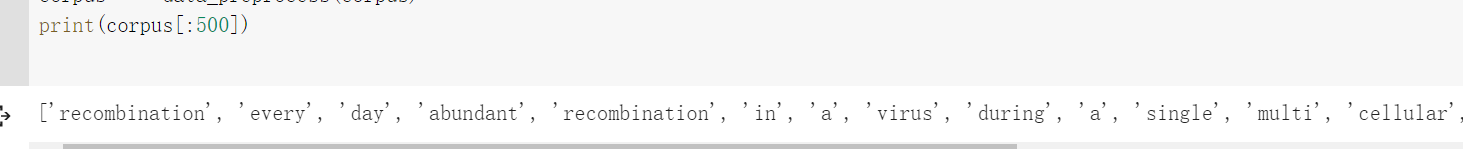 print(corpus[:500])
['recombination', 'every', 'day', 'abundant', 'recombination', 'in', 'a', 'virus', 'during', 'a', 'single', 'multi', 'cellular',